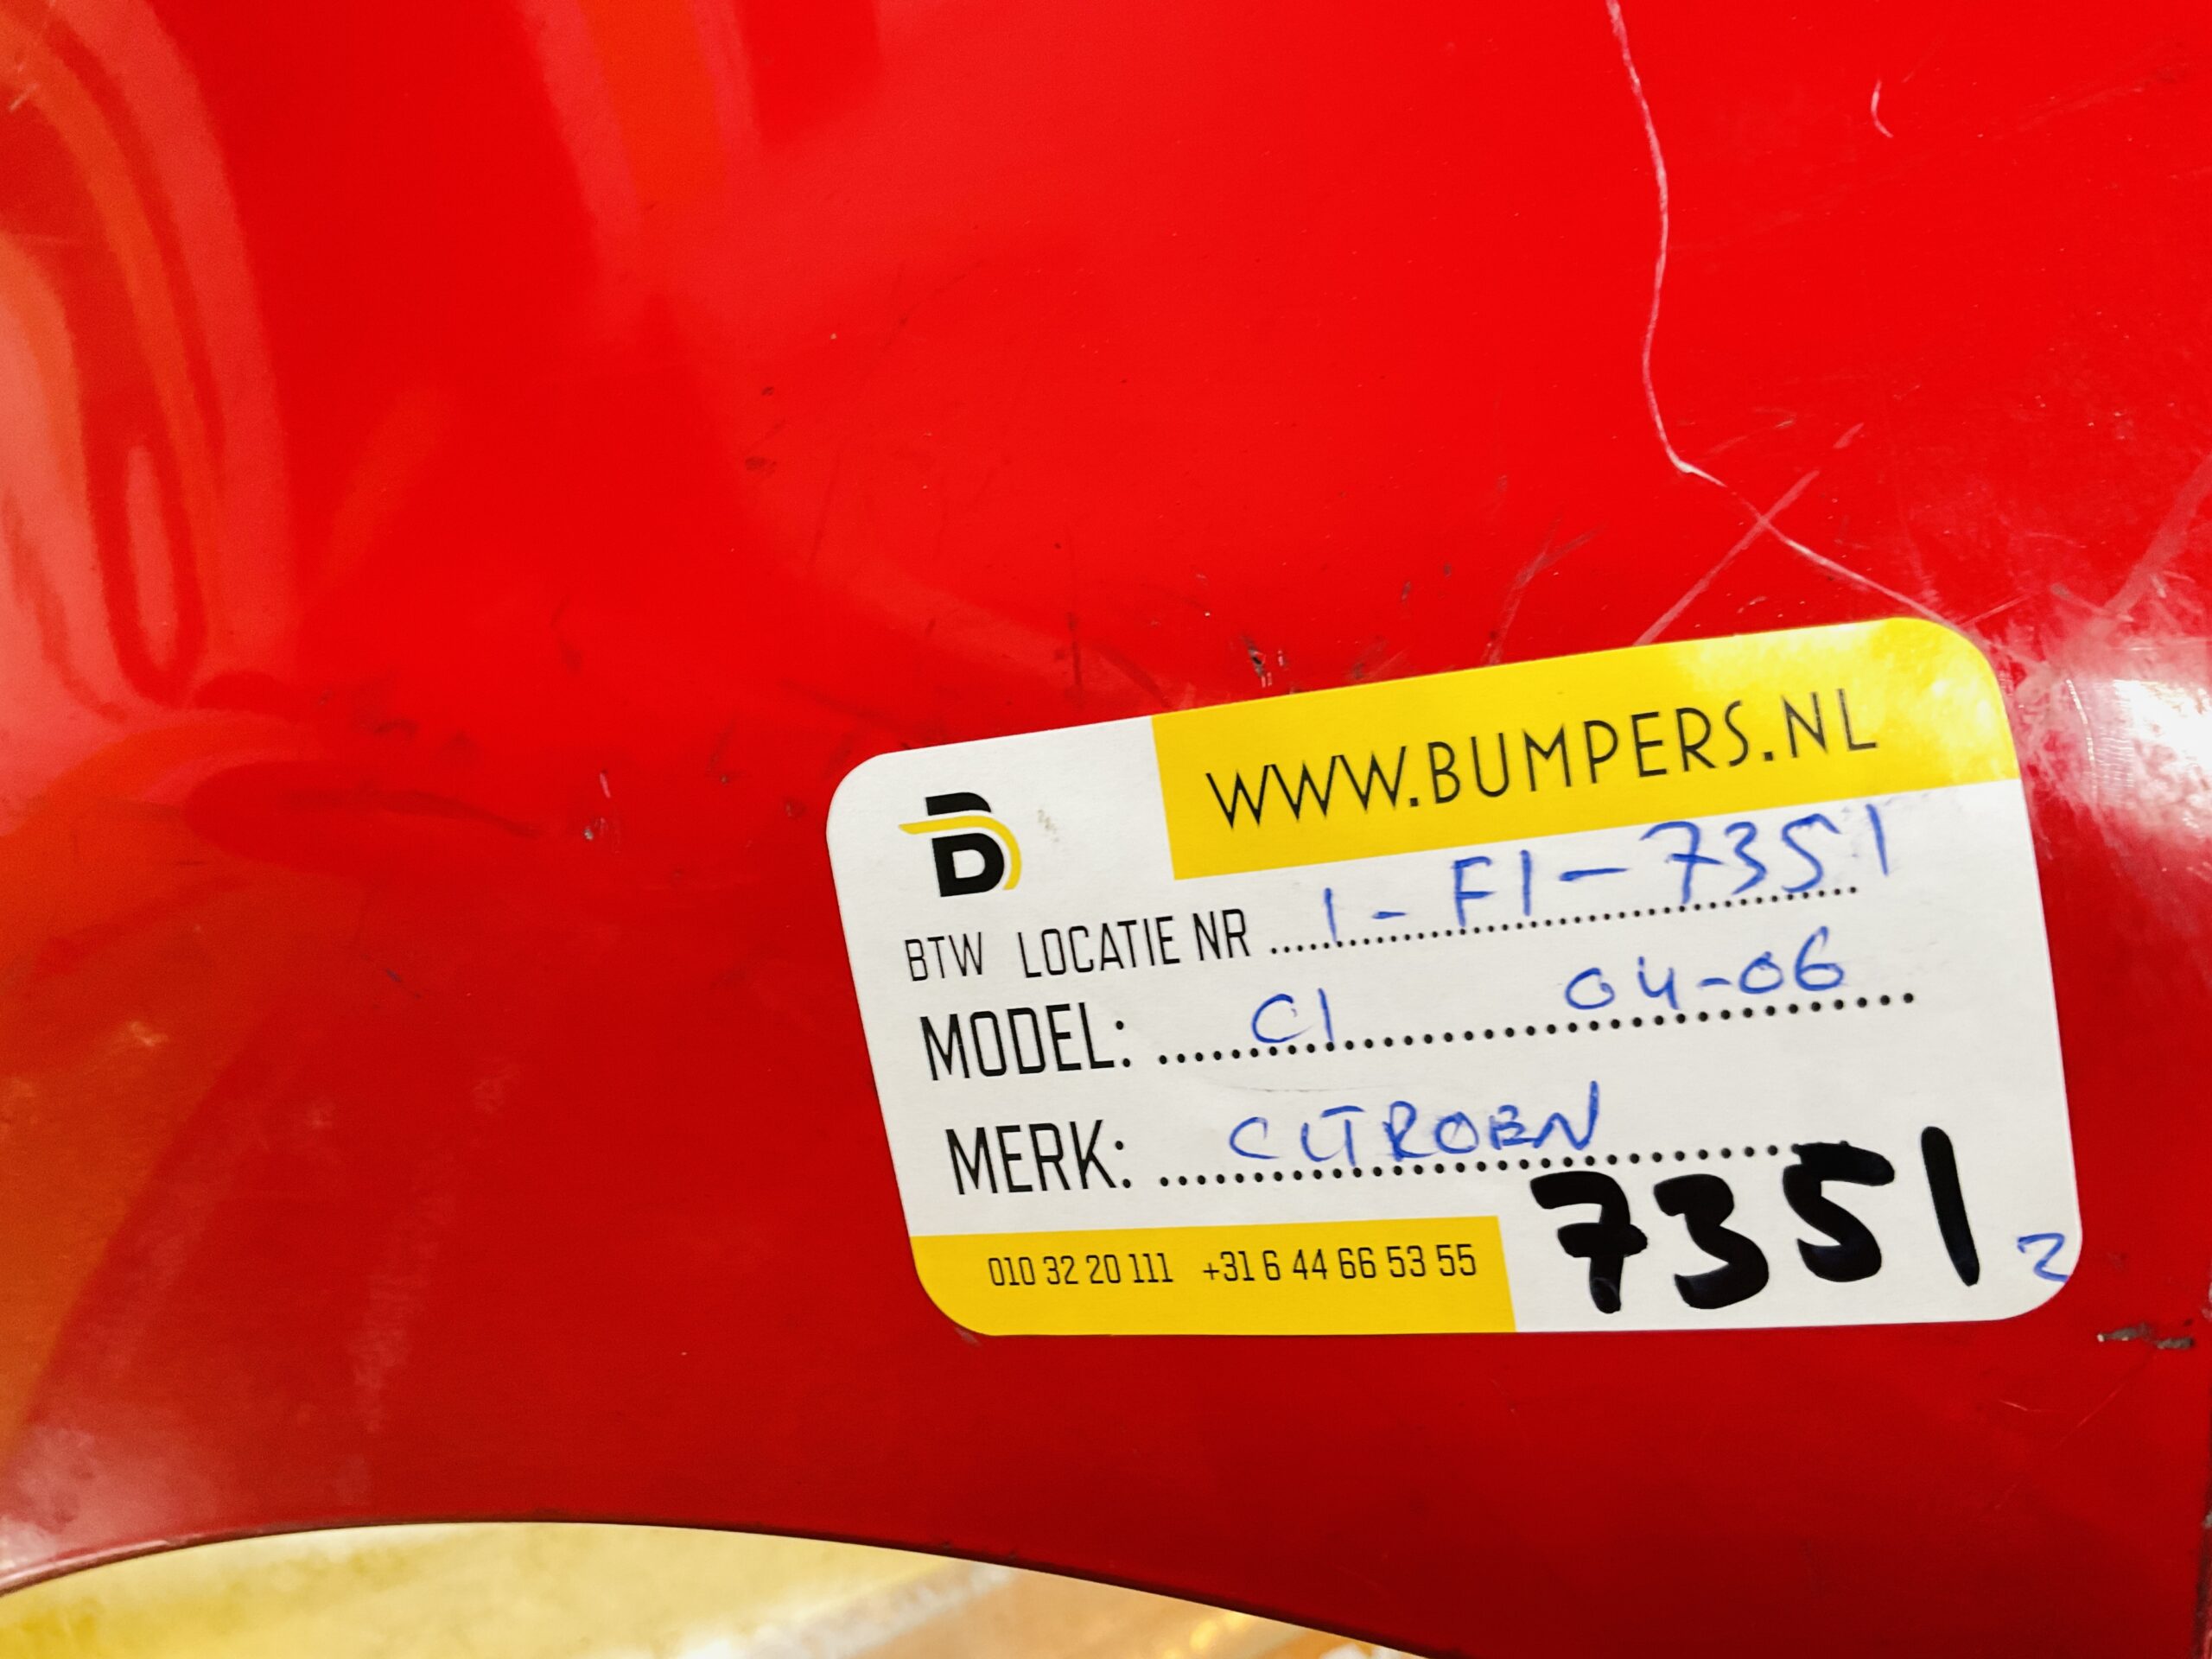 WWW.BUMPERS.NL
B
BTW LOCATIE NR 1-F1-7351
MODEL: C1 04-06
MERK: CITROEN
7351
2
010 32 20 111 +31 6 44 66 53 55